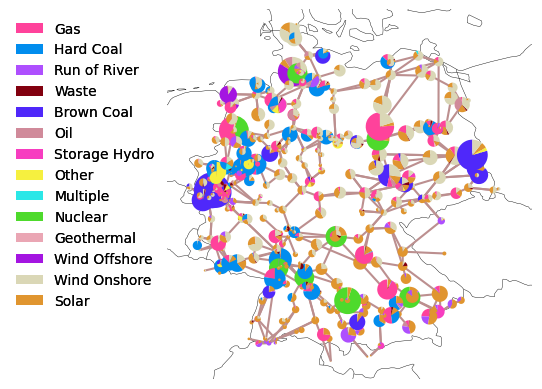 Gas
Hard Coal
Run of River
Waste
Brown Coal
Oil
Storage Hydro
Other
Multiple
Nuclear
Geothermal
Wind Offshore
Wind Onshore
Solar